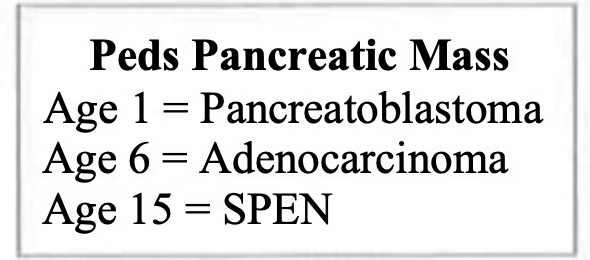 Peds Pancreatic Mass
Age 1 = Pancreatoblastoma
Age 6 = Adenocarcinoma
Age 15 = SPEN